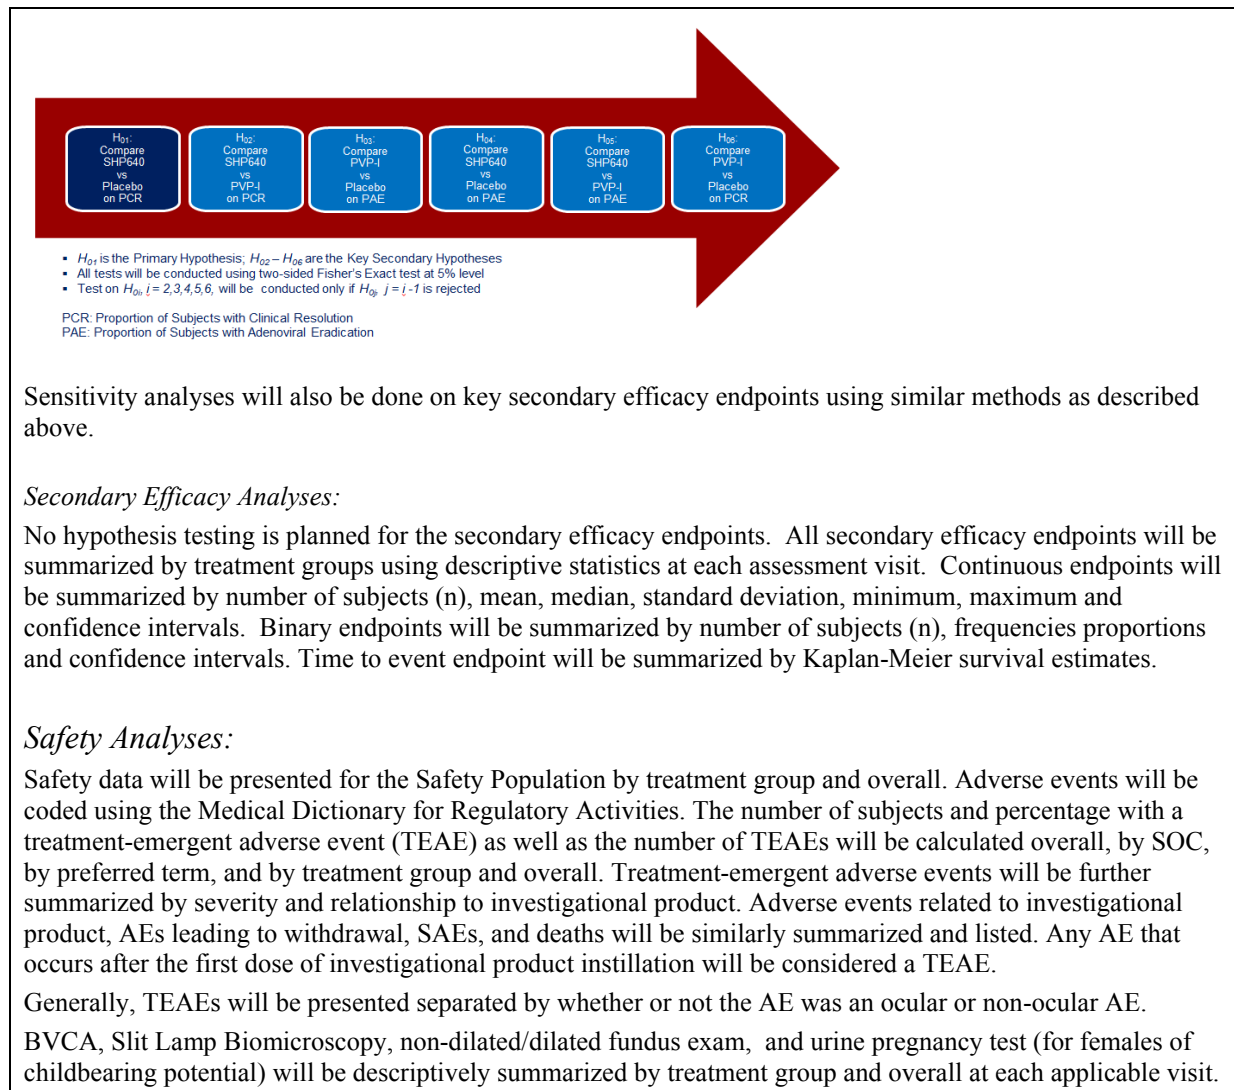 H01:
Compare
SHP640
vs
Placebo
on PCR
H02:
Compare
SHP640
vs
PVP-I
on PCR
H03:
Compare
PVP-I
vs
Placebo
on PAE
H04:
Compare
SHP640
vs
Placebo
on PAE
H05:
Compare
SHP640
vs
PVP-I
on PAE
H06:
Compare
PVP-I
vs
Placebo
on PCR
▪ H01 is the Primary Hypothesis; H02 – H06 are the Key Secondary Hypotheses
▪ All tests will be conducted using two-sided Fisher's Exact test at 5% level
▪ Test on H0i, i = 2,3,4,5,6, will be conducted only if H0j, j = i -1 is rejected
PCR: Proportion of Subjects with Clinical Resolution
PAE: Proportion of Subjects with Adenoviral Eradication
Sensitivity analyses will also be done on key secondary efficacy endpoints using similar methods as described
above.
Secondary Efficacy Analyses:
No hypothesis testing is planned for the secondary efficacy endpoints. All secondary efficacy endpoints will be
summarized by treatment groups using descriptive statistics at each assessment visit. Continuous endpoints will
be summarized by number of subjects (n), mean, median, standard deviation, minimum, maximum and
confidence intervals. Binary endpoints will be summarized by number of subjects (n), frequencies proportions
and confidence intervals. Time to event endpoint will be summarized by Kaplan-Meier survival estimates.
Safety Analyses:
Safety data will be presented for the Safety Population by treatment group and overall. Adverse events will be
coded using the Medical Dictionary for Regulatory Activities. The number of subjects and percentage with a
treatment-emergent adverse event (TEAE) as well as the number of TEAEs will be calculated overall, by SOC,
by preferred term, and by treatment group and overall. Treatment-emergent adverse events will be further
summarized by severity and relationship to investigational product. Adverse events related to investigational
product, AEs leading to withdrawal, SAEs, and deaths will be similarly summarized and listed. Any AE that
occurs after the first dose of investigational product instillation will be considered a TEAE.
Generally, TEAEs will be presented separated by whether or not the AE was an ocular or non-ocular AE.
BVCA, Slit Lamp Biomicroscopy, non-dilated/dilated fundus exam, and urine pregnancy test (for females of
childbearing potential) will be descriptively summarized by treatment group and overall at each applicable visit.